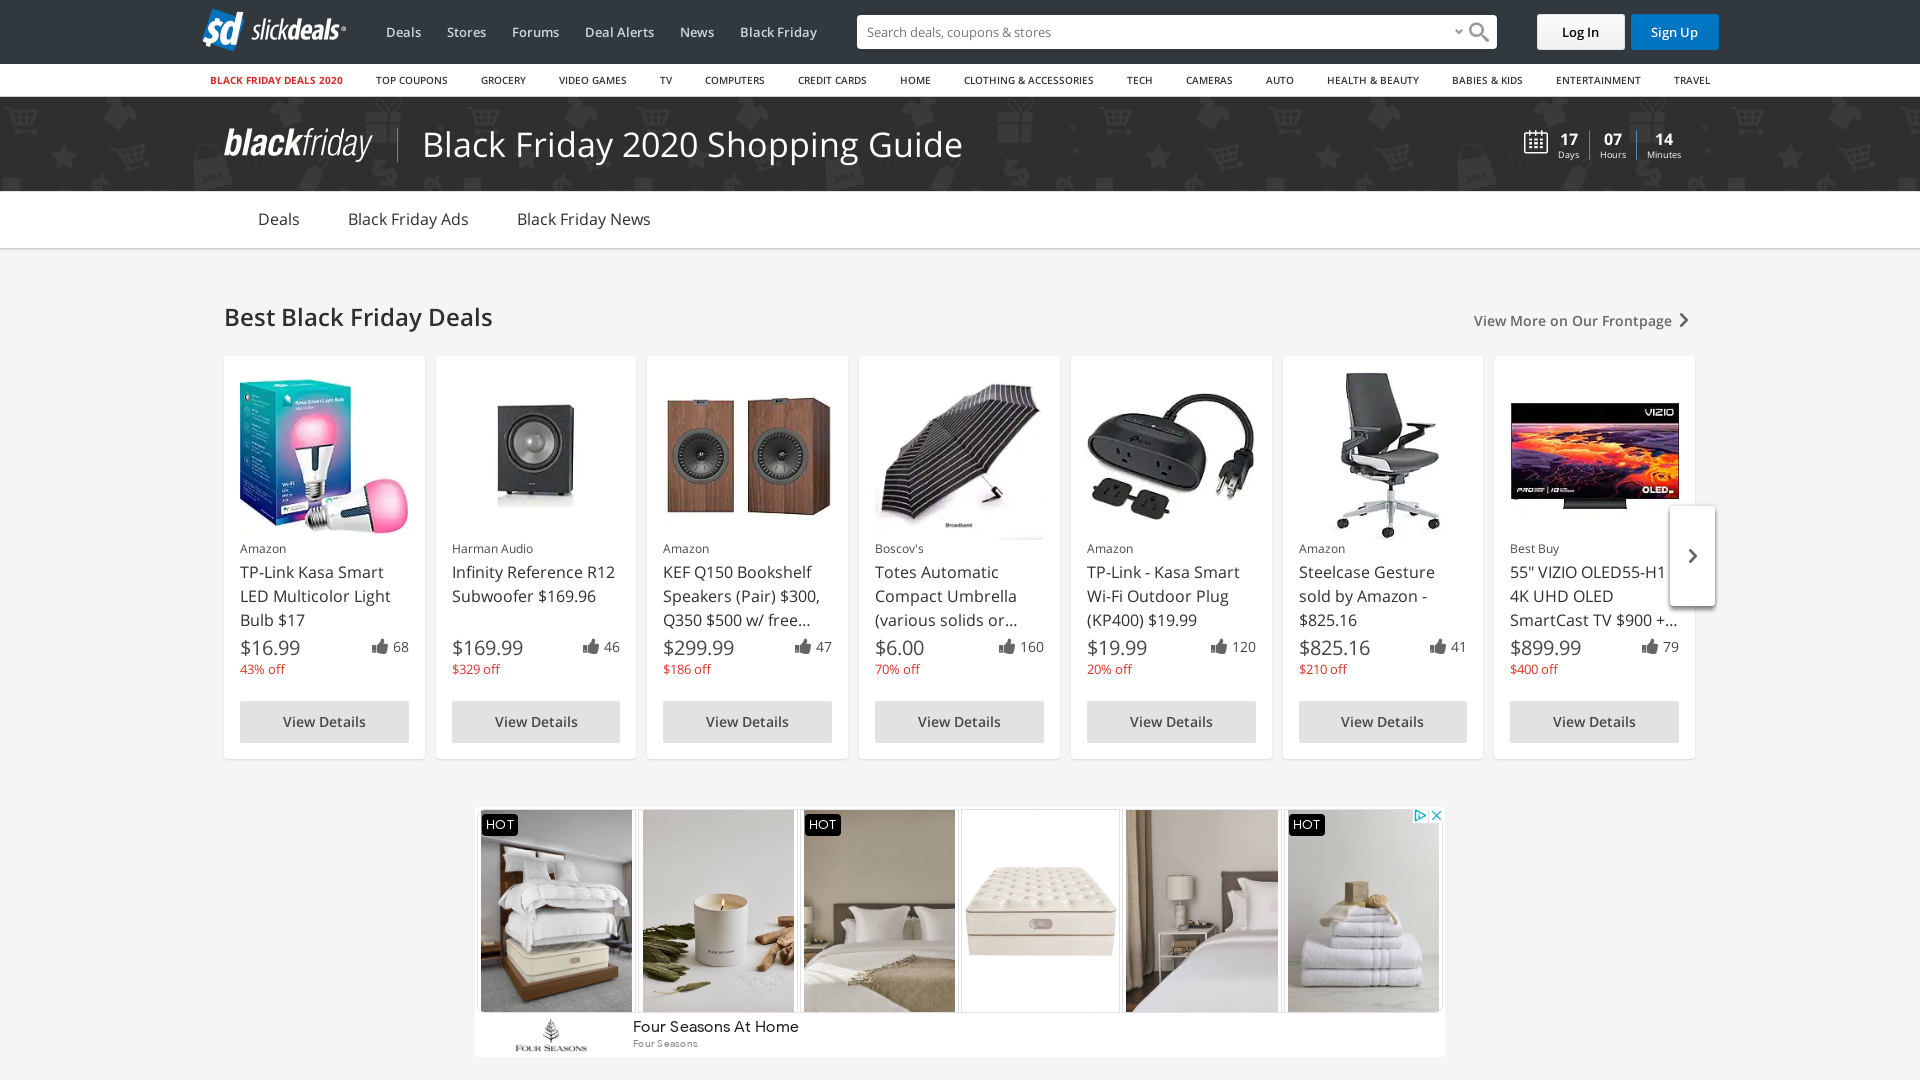 sd slickdeals
Deals
Stores
Forums
Deal Alerts
News
Black Friday
Search deals, coupons & stores
Log In
Sign Up
BLACK FRIDAY DEALS 2020
TOP COUPONS
GROCERY
VIDEO GAMES
TV
COMPUTERS
CREDIT CARDS
HOME
CLOTHING & ACCESSORIES
TECH
CAMERAS
AUTO
HEALTH & BEAUTY
BABIES & KIDS
ENTERTAINMENT
TRAVEL
blackfriday
Black Friday 2020 Shopping Guide
17
Days
07
Hours
14
Minutes
Deals
Black Friday Ads
Black Friday News
Best Black Friday Deals
View More on Our Frontpage
Amazon
TP-Link Kasa Smart
LED Multicolor Light
Bulb $17
$16.99
68
43% off
View Details
Harman Audio
Infinity Reference R12
Subwoofer $169.96
$169.99
46
$329 off
View Details
Amazon
KEF Q150 Bookshelf
Speakers (Pair) $300,
Q350 $500 w/ free...
$299.99
47
$186 off
View Details
Broadband
Boscov's
Totes Automatic
Compact Umbrella
(various solids or...
$6.00
160
70% off
View Details
Amazon
TP-Link - Kasa Smart
Wi-Fi Outdoor Plug
(KP400) $19.99
$19.99
120
20% off
View Details
Amazon
Steelcase Gesture
sold by Amazon -
$825.16
$825.16
41
$210 off
View Details
VIZIO
OLED
Best Buy
55" VIZIO OLED55-H1
4K UHD OLED
SmartCast TV $900 +...
$899.99
79
$400 off
View Details
HOT
HOT
HOT
FOUR SEASONS
Four Seasons At Home
Four Seasons